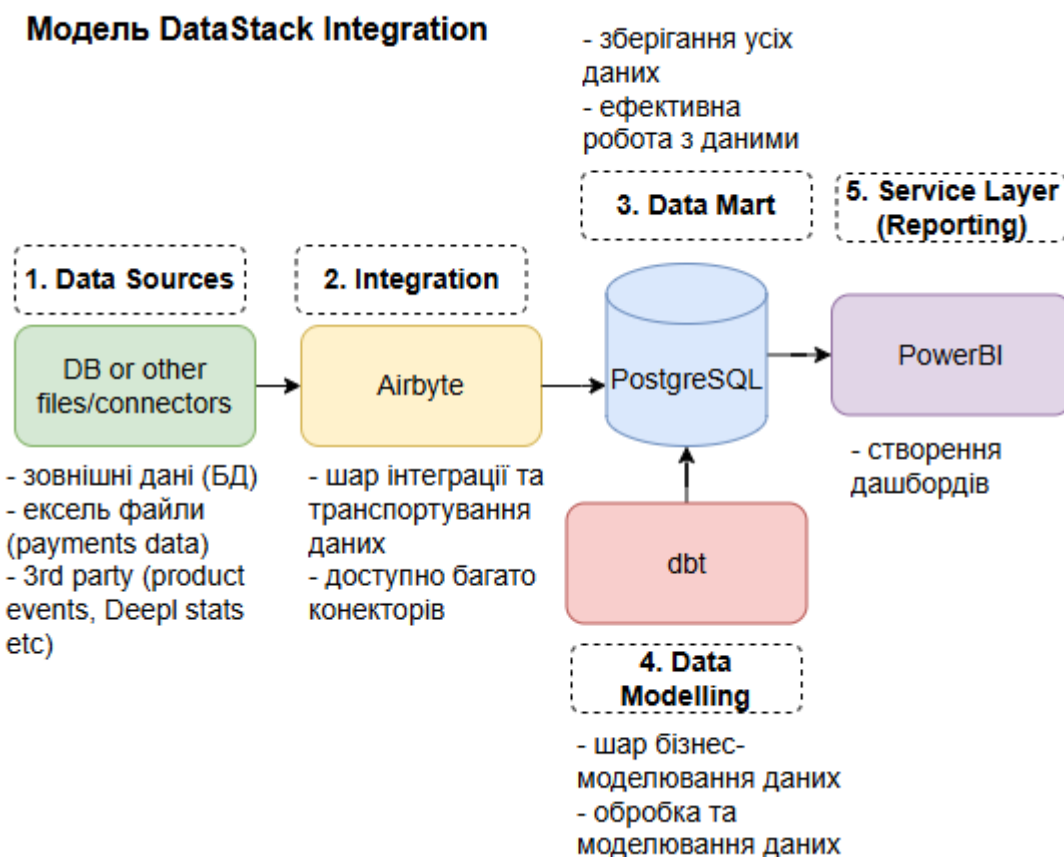 Модель DataStack Integration
- зберігання усіх
даних
- ефективна
робота з даними
3. Data Mart
5. Service Layer
(Reporting)
1. Data Sources
2. Integration
DB or other
files/connectors
Airbyte
PostgreSQL
PowerBI
- зовнішні дані (БД)
- ексель файли
(payments data)
- 3rd party (product
events, Deepl stats
etc)
- шар інтеграції та
транспортування
даних
- доступно багато
конекторів
- створення
дашбордів
dbt
4. Data
Modelling
- шар бізнес-
моделювання даних
- обробка та
моделювання даних